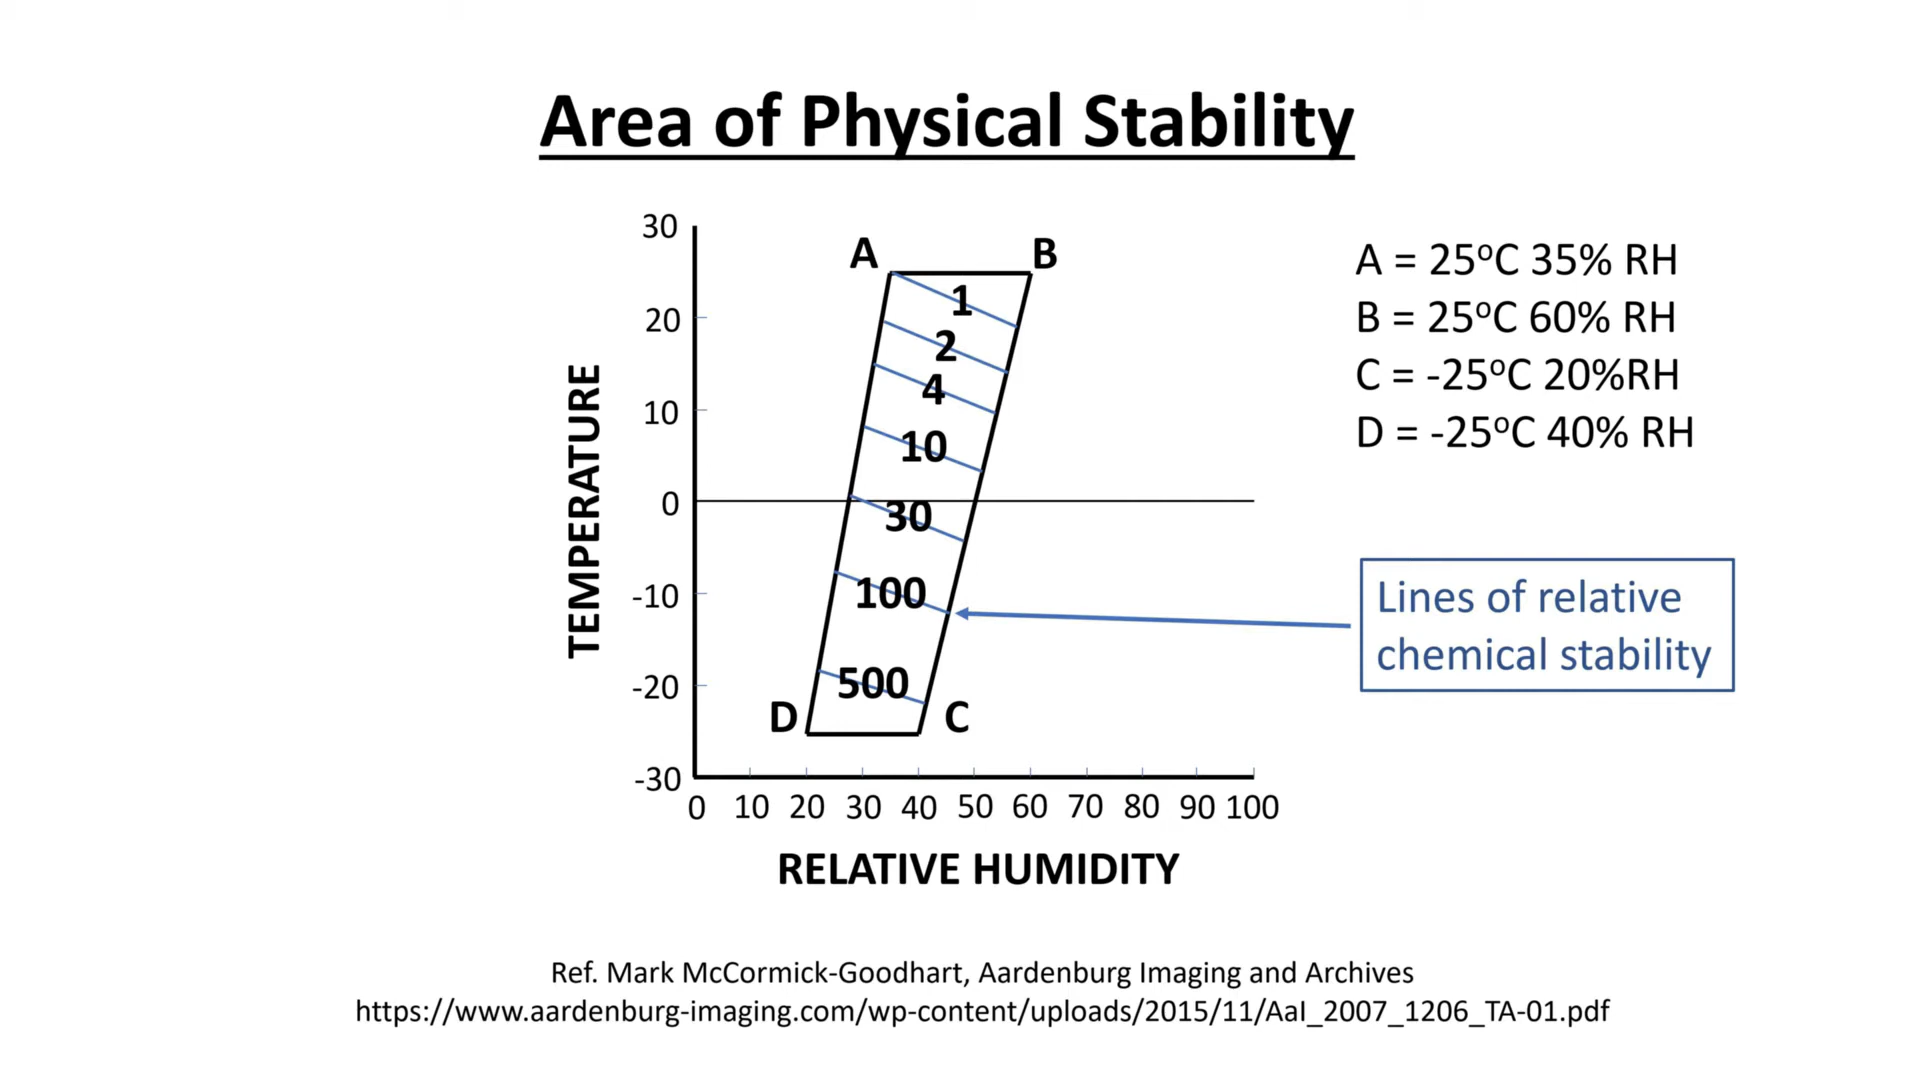 Area of Physical Stability
30
20
10
0
-10
-20
-30
TEMPERATURE
A
B
1
2
4
10
30
100
500
D
C
0 10 20 30 40 50 60 70 80 90 100
RELATIVE HUMIDITY
A = 25ºC 35% RH
B = 25ºC 60% RH
C = -25ºC 20%RH
D = -25ºC 40% RH
Lines of relative
chemical stability
Ref. Mark McCormick-Goodhart, Aardenburg Imaging and Archives
https://www.aardenburg-imaging.com/wp-content/uploads/2015/11/AaI_2007_1206_TA-01.pdf